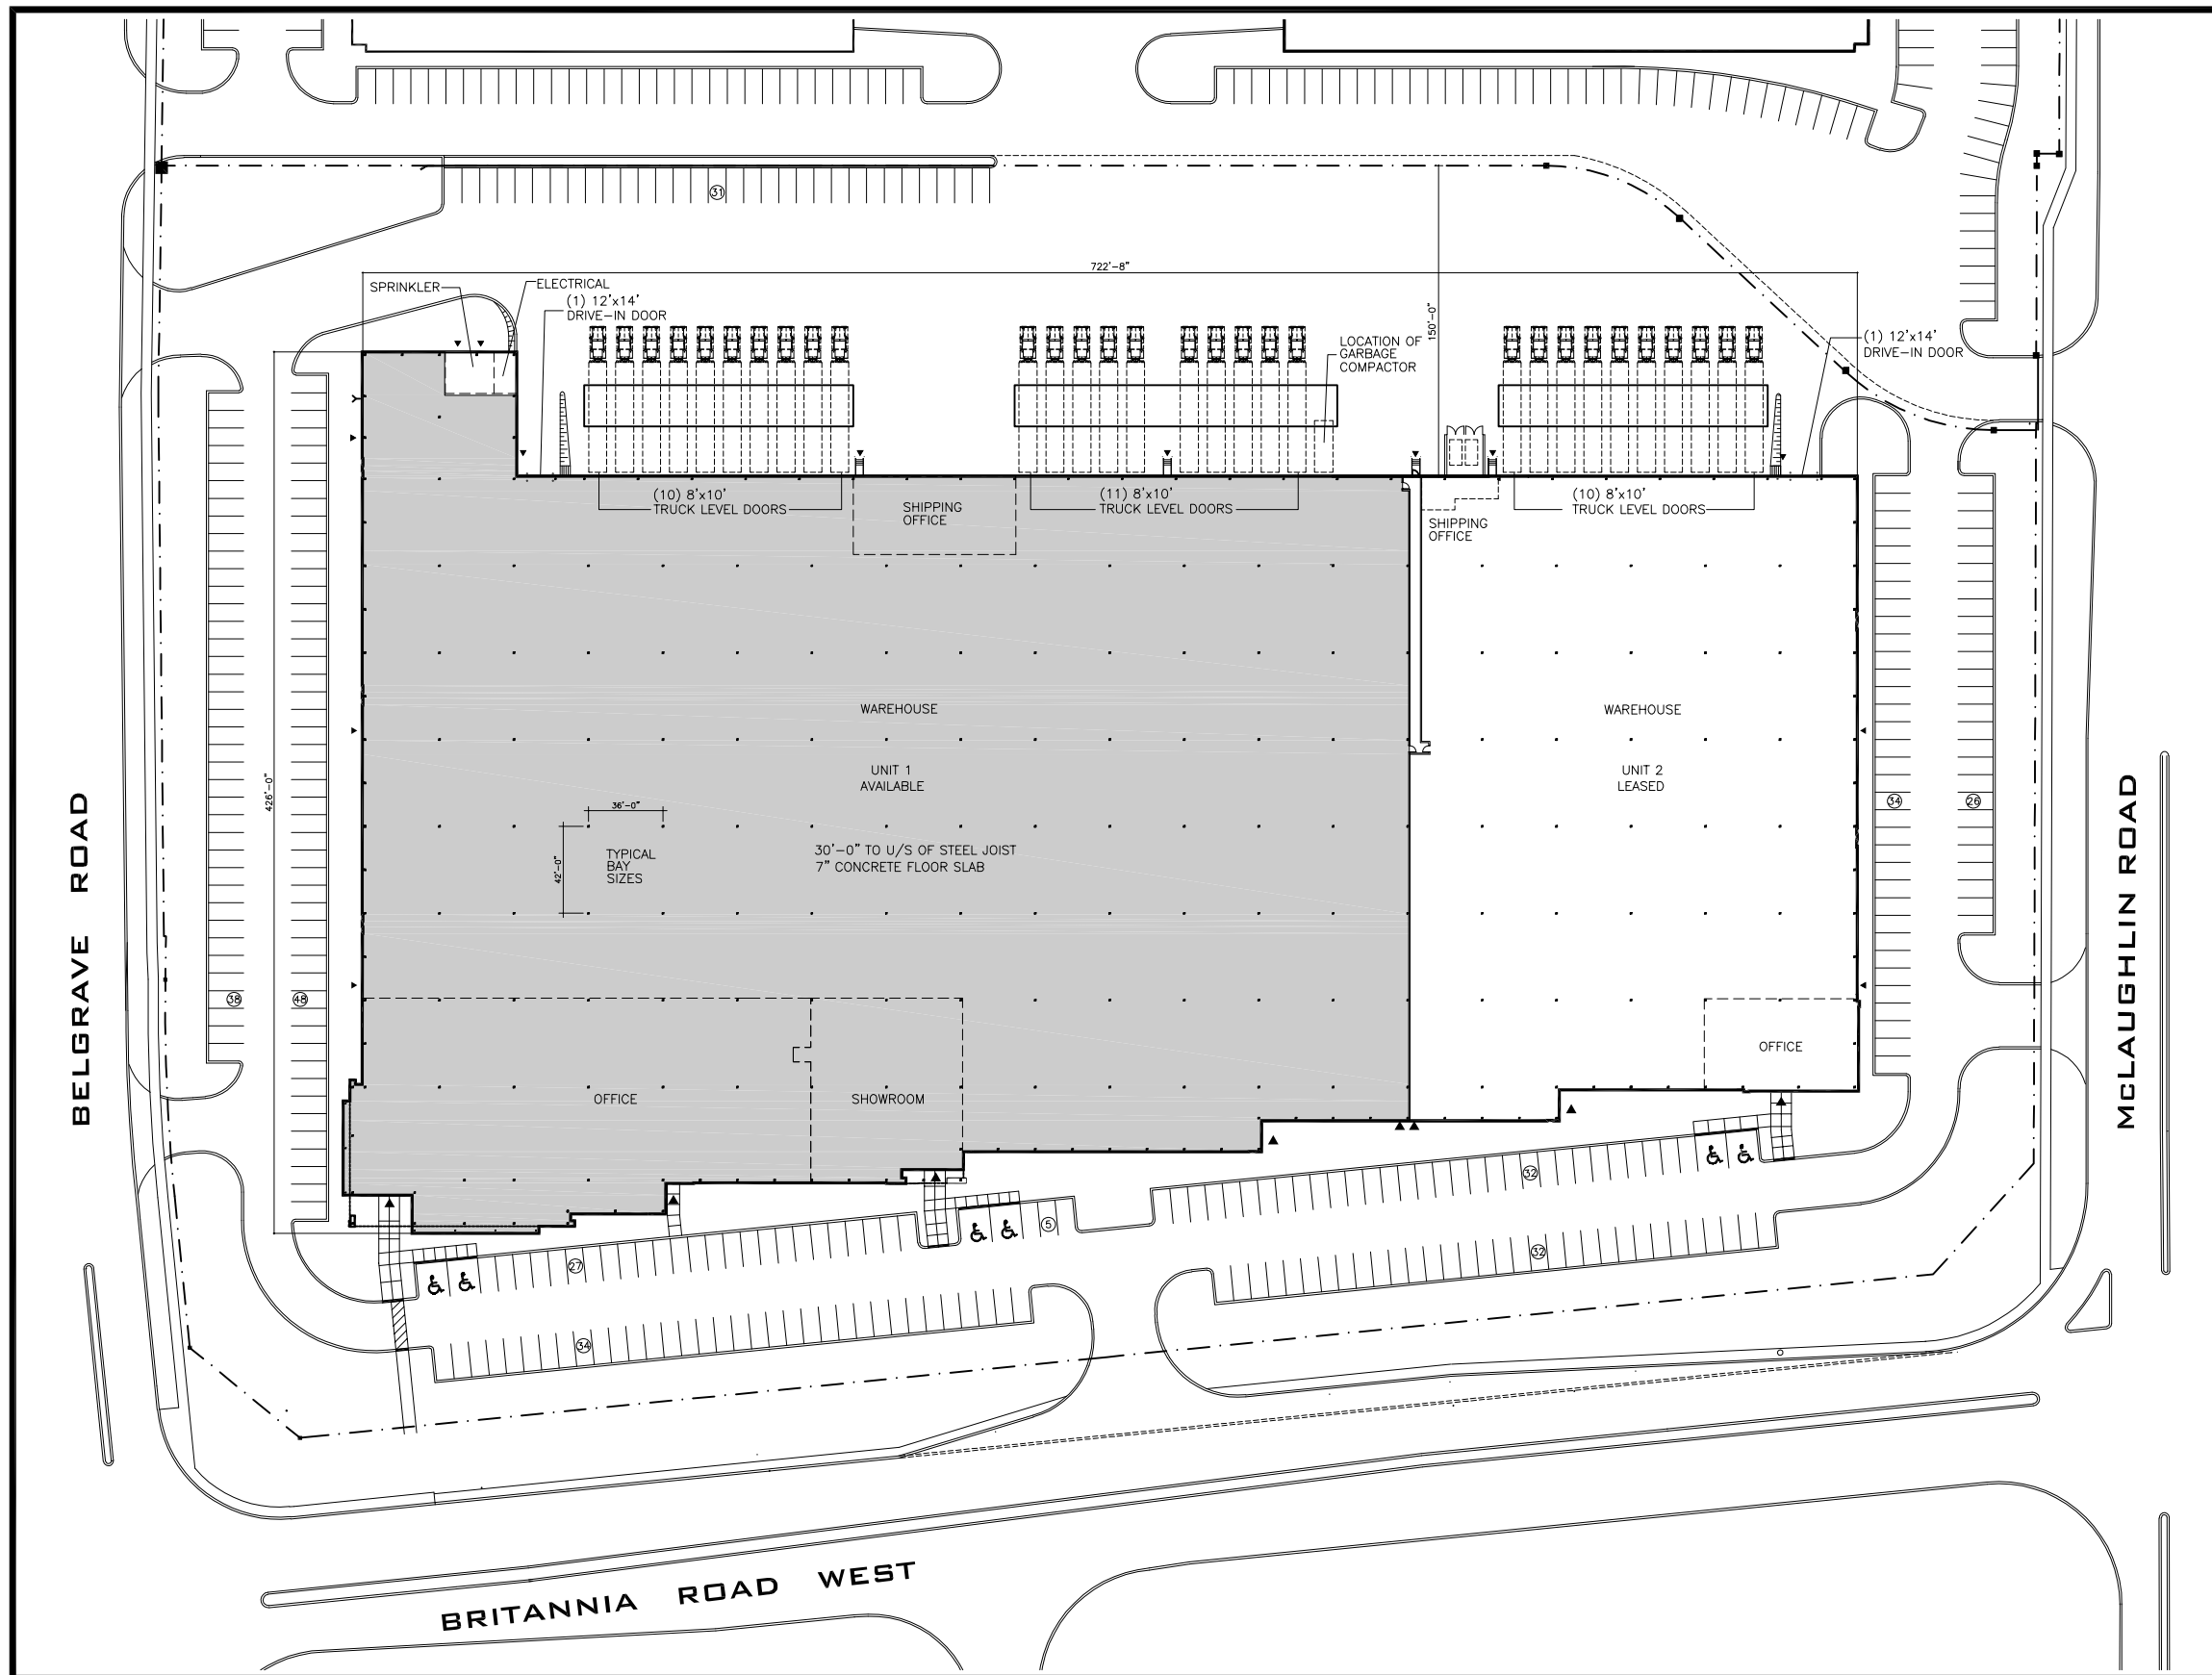 31
722'-8"
SPRINKLER
ELECTRICAL
(1) 12'x14'
DRIVE-IN DOOR
150'-0"
LOCATION OF
GARBAGE
COMPACTOR
(1) 12'x14'
DRIVE-IN DOOR
(10) 8'x10'
TRUCK LEVEL DOORS
SHIPPING
OFFICE
(11) 8'x10'
TRUCK LEVEL DOORS
SHIPPING
OFFICE
(10) 8'x10'
TRUCK LEVEL DOORS
WAREHOUSE
WAREHOUSE
UNIT 1
AVAILABLE
UNIT 2
LEASED
426'-0"
36'-0"
42'-0"
TYPICAL
BAY
SIZES
30'-0" TO U/S OF STEEL JOIST
7" CONCRETE FLOOR SLAB
34
26
BELGRAVE ROAD
McLAUGHLIN ROAD
38
48
OFFICE
OFFICE
SHOWROOM
32
5
27
32
34
BRITANNIA ROAD WEST